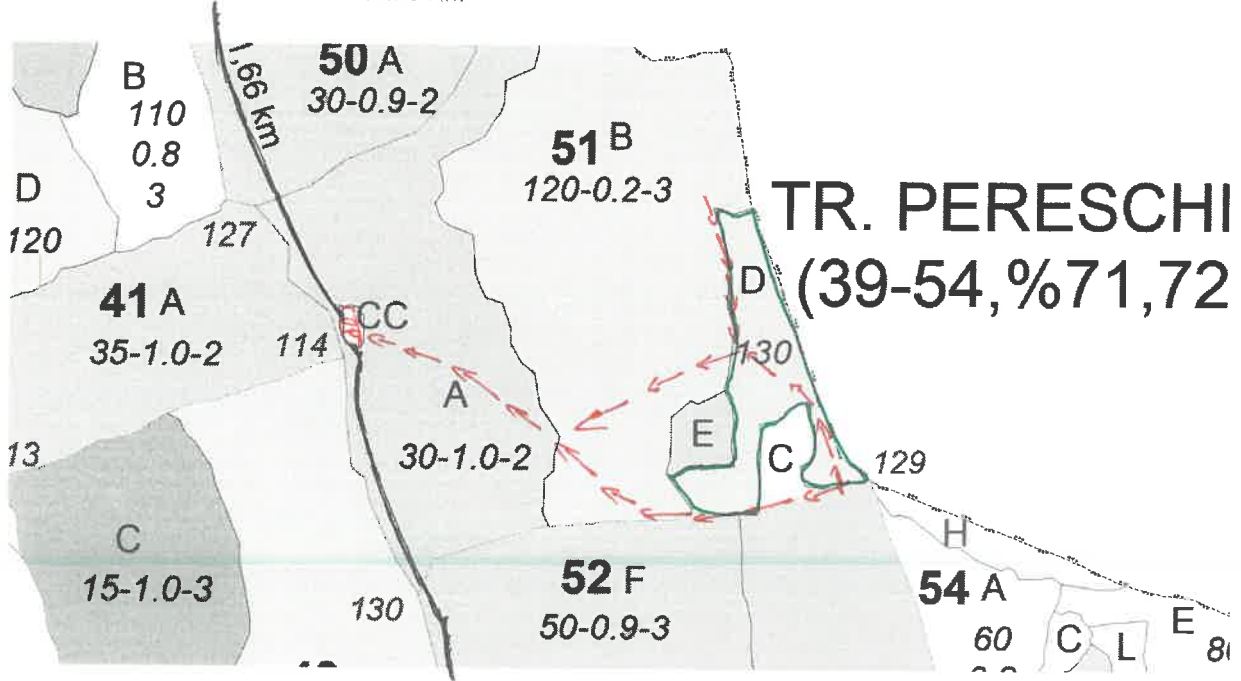 1,66 km
50 A
30-0.9-2
B
110
0.8
3
51 B
120-0.2-3
D
120
127
TR. PERESCHI
(39-54,%71,72
D
41 A
35-1.0-2
114
CC
130
A
30-1.0-2
E
C
129
13
C
15-1.0-3
130
52 F
50-0.9-3
H
54 A
60
C
L
E